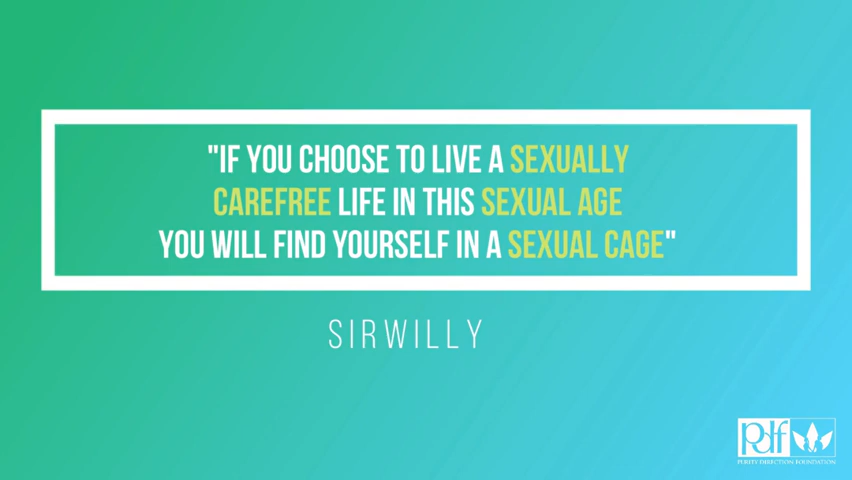 "IF YOU CHOOSE TO LIVE A SEXUALLY
CAREFREE LIFE IN THIS SEXUAL AGE
YOU WILL FIND YOURSELF IN A SEXUAL CAGE"
SIRWILLY
Pdf
PURITY DIRECTION FOUNDATION